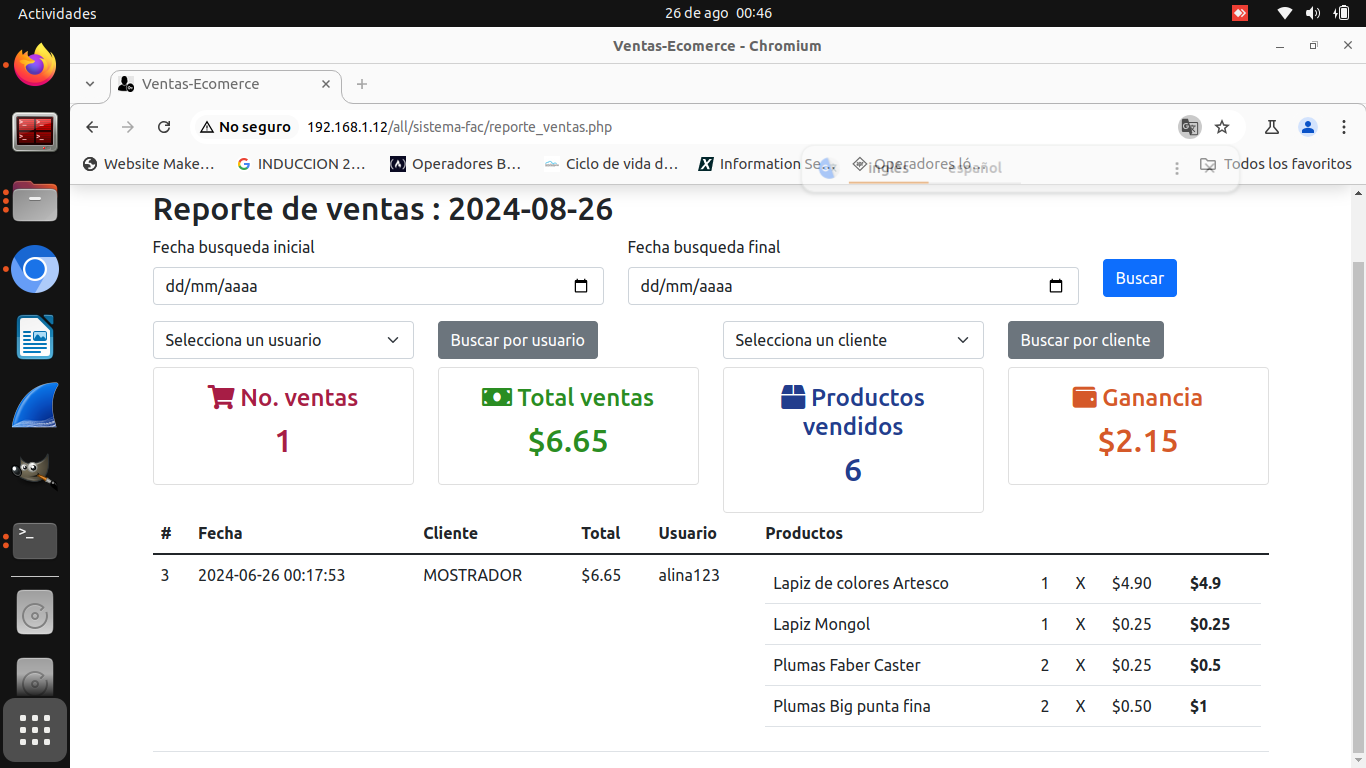 Actividades
26 de ago 00:46
Ventas-Ecomerce - Chromium
Ventas-Ecomerce
No seguro 192.168.1.12/all/sistema-fac/reporte_ventas.php
Website Make… INDUCCION 2… Operadores B… Ciclo de vida d… Information Se… Operadores ló… Todos los favoritos
inglés español
Reporte de ventas : 2024-08-26
Fecha busqueda inicial Fecha busqueda final
dd/mm/aaaa dd/mm/aaaa Buscar
Selecciona un usuario Buscar por usuario Selecciona un cliente Buscar por cliente
No. ventas Total ventas Productos vendidos Ganancia
1 $6.65 6 $2.15
# Fecha Cliente Total Usuario Productos
3 2024-06-26 00:17:53 MOSTRADOR $6.65 alina123
Lapiz de colores Artesco 1 X $4.90 $4.9
Lapiz Mongol 1 X $0.25 $0.25
Plumas Faber Caster 2 X $0.25 $0.5
Plumas Big punta fina 2 X $0.50 $1